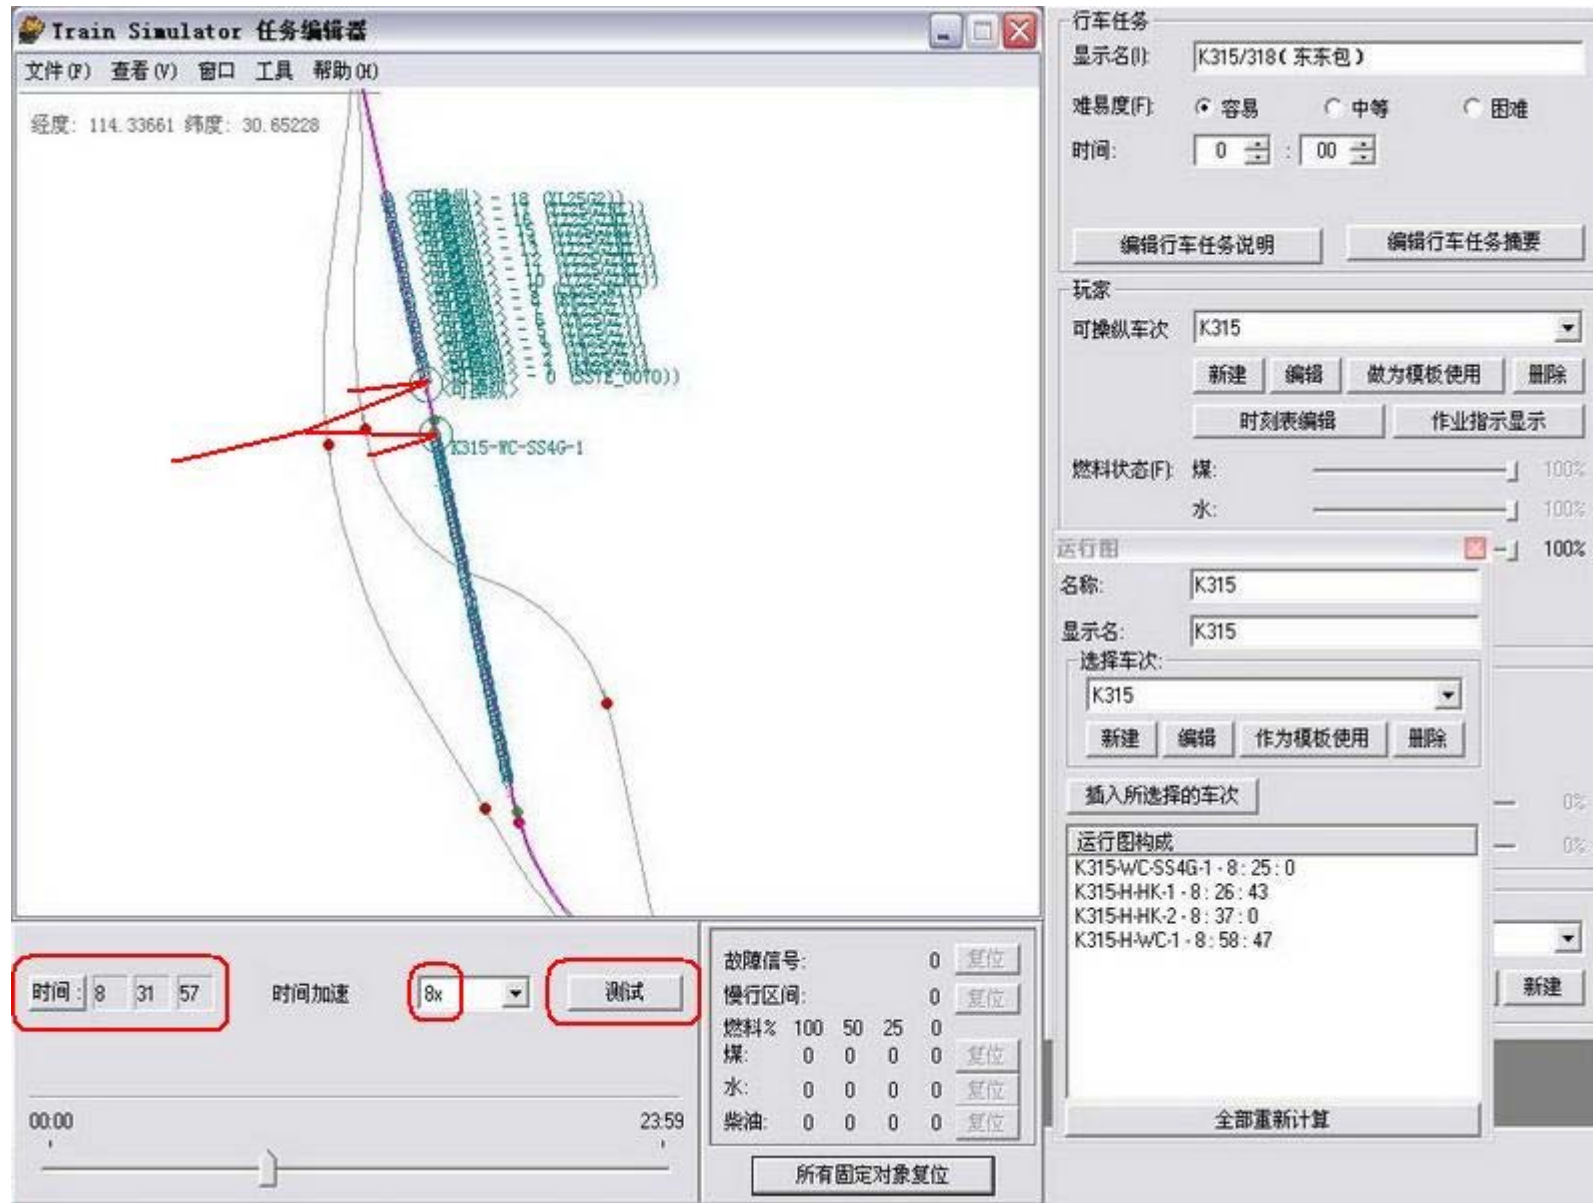 Train Simulator 任务编辑器
文件(F) 查看(V) 窗口 工具 帮助(H)
经度: 114.33661 纬度: 30.65228
- 18 (YZ25G2))
- 0 (SS7E_0070))
可操纵>
K315-WC-SS4G-1
时间: 8 31 57
时间加速
8x
测试
00:00
23:59
故障信号: 0 复位
慢行区间: 0 复位
燃料% 100 50 25 0
煤: 0 0 0 0 复位
水: 0 0 0 0 复位
柴油: 0 0 0 0 复位
所有固定对象复位
行车任务
显示名(I): K315/318(东东包)
难易度(F): 容易 中等 困难
时间: 0 : 00
编辑行车任务说明 编辑行车任务摘要
玩家
可操纵车次 K315
新建 编辑 做为模板使用 删除
时刻表编辑 作业指示显示
燃料状态(F): 煤: 100%
水: 100%
100%
运行图
名称: K315
显示名: K315
选择车次:
K315
新建 编辑 作为模板使用 删除
插入所选择的车次
0%
0%
运行图构成
K315-WC-SS4G-1 - 8 : 25 : 0
K315-H-HK-1 - 8 : 26 : 43
K315-H-HK-2 - 8 : 37 : 0
K315-H-WC-1 - 8 : 58 : 47
新建
全部重新计算